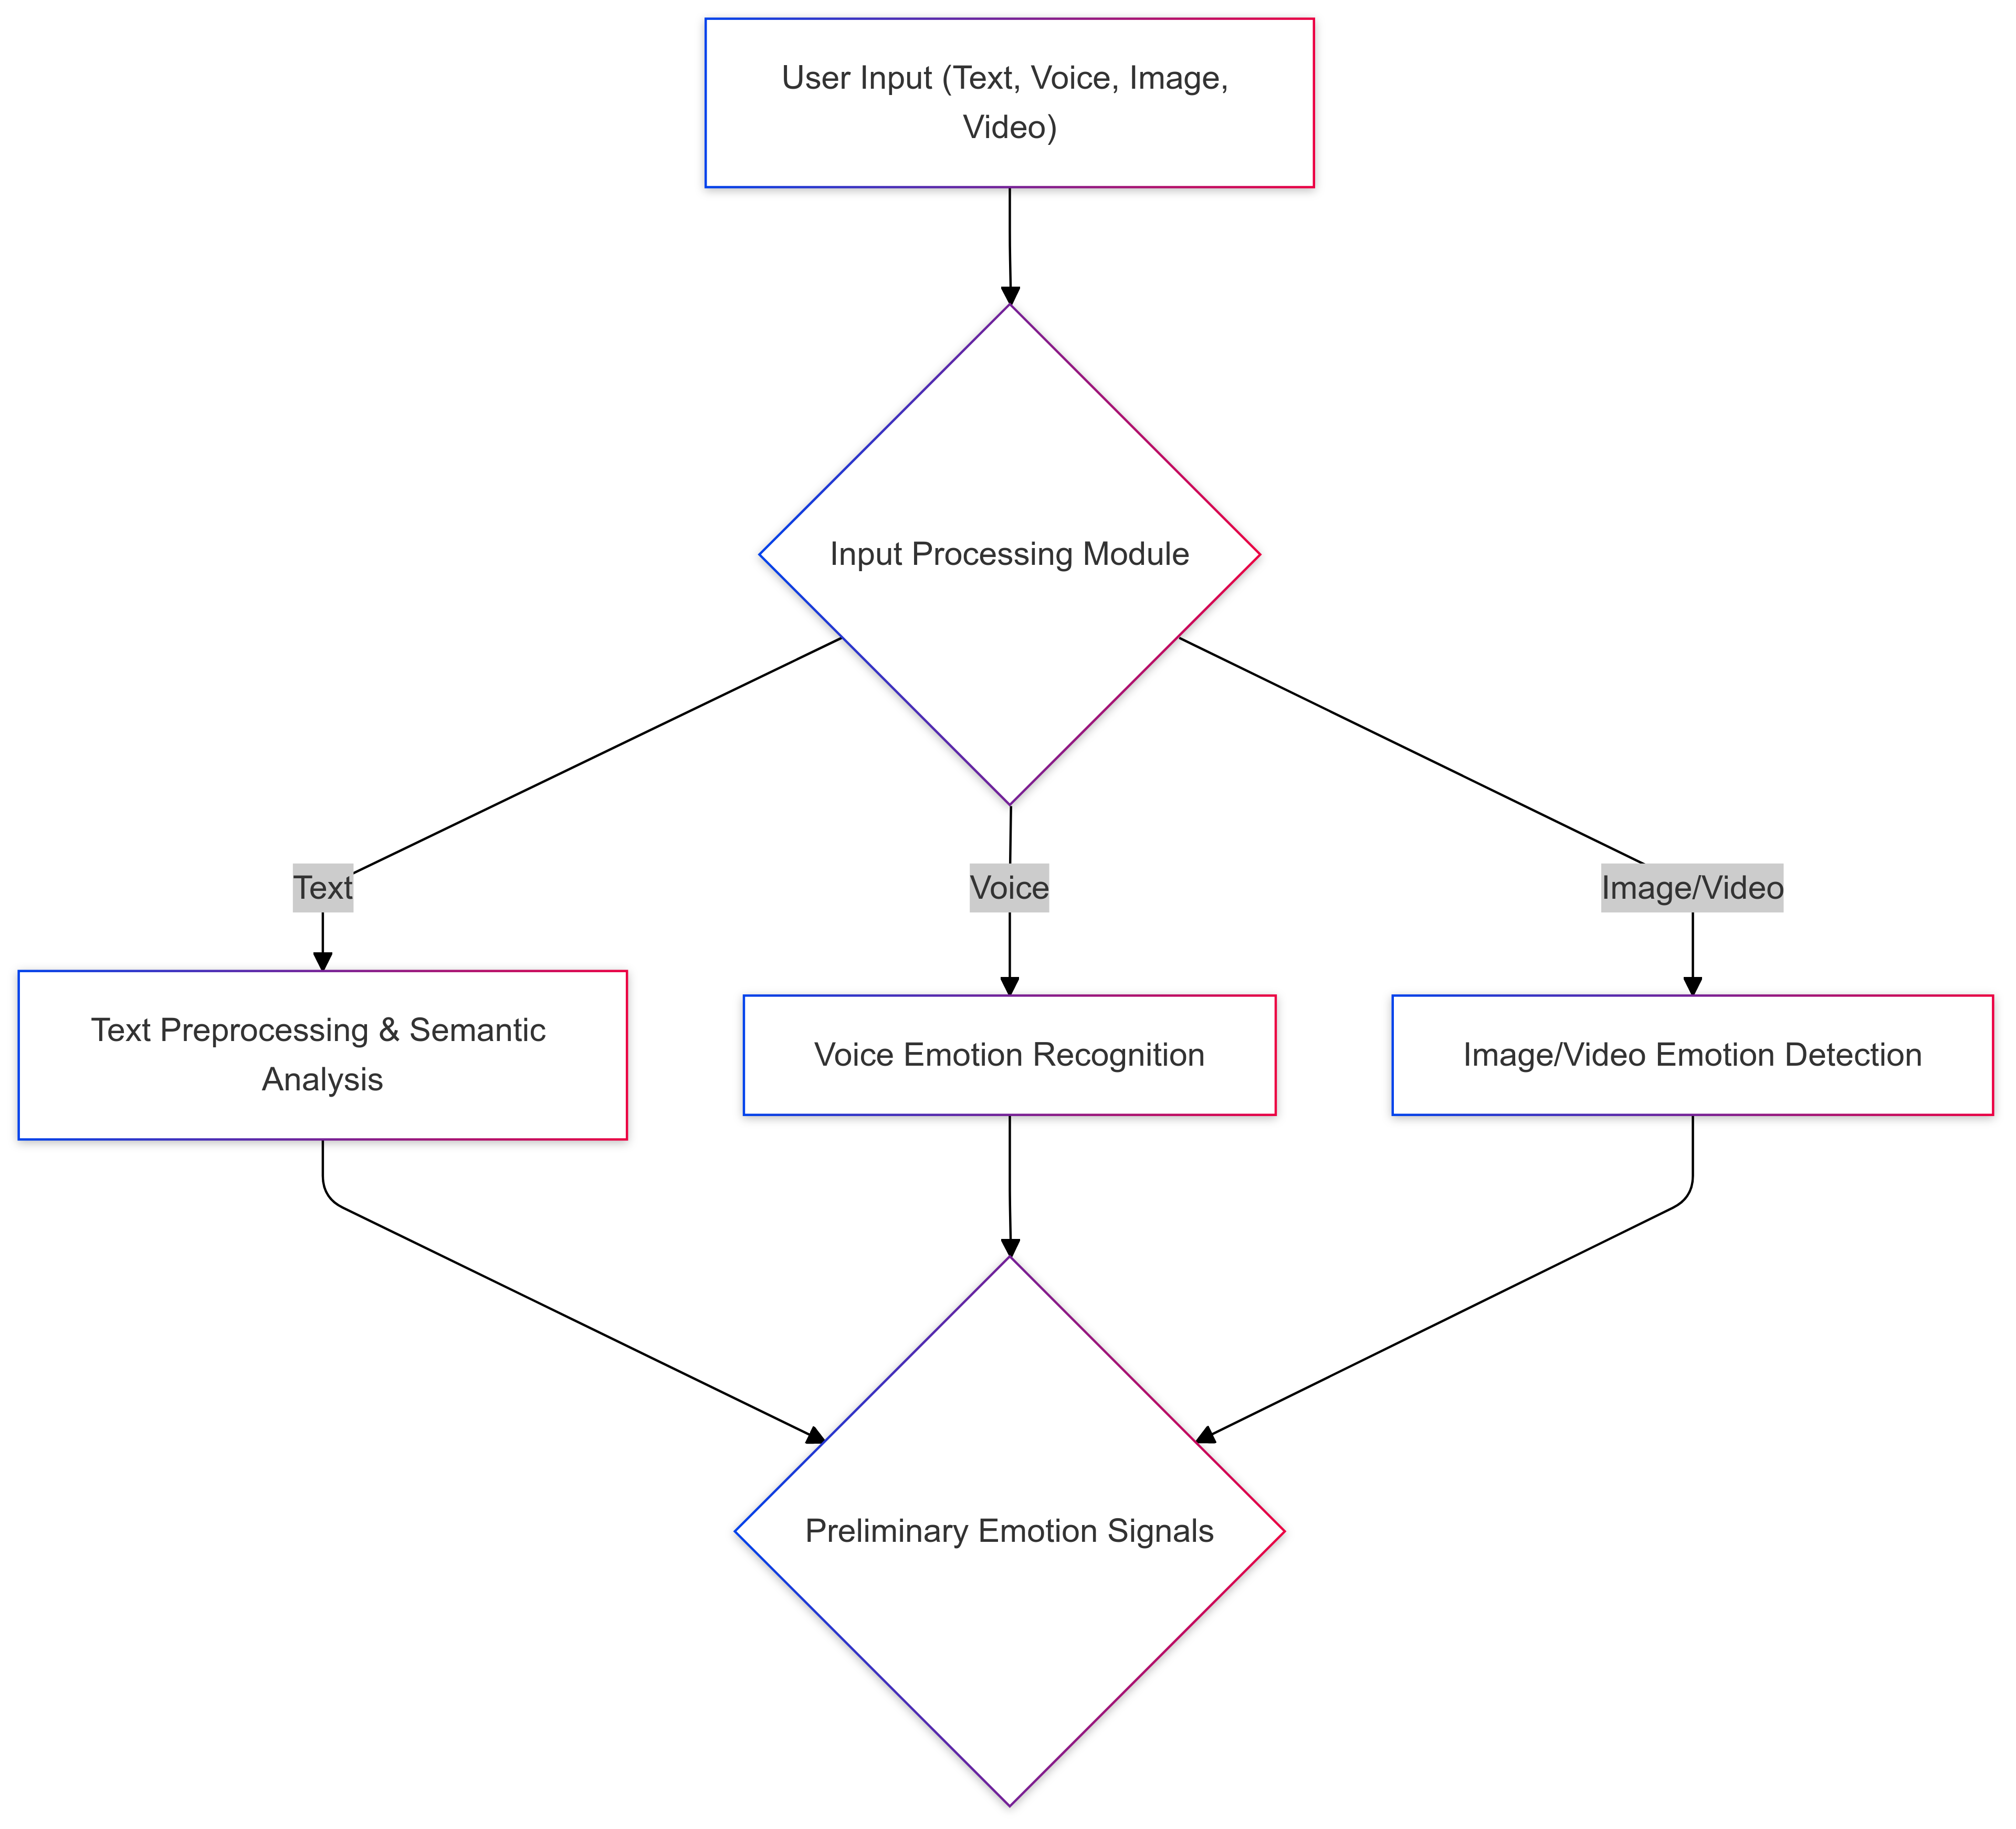 User Input (Text, Voice, Image,
Video)
Input Processing Module
Text
Voice
Image/Video
Text Preprocessing & Semantic
Analysis
Voice Emotion Recognition
Image/Video Emotion Detection
Preliminary Emotion Signals